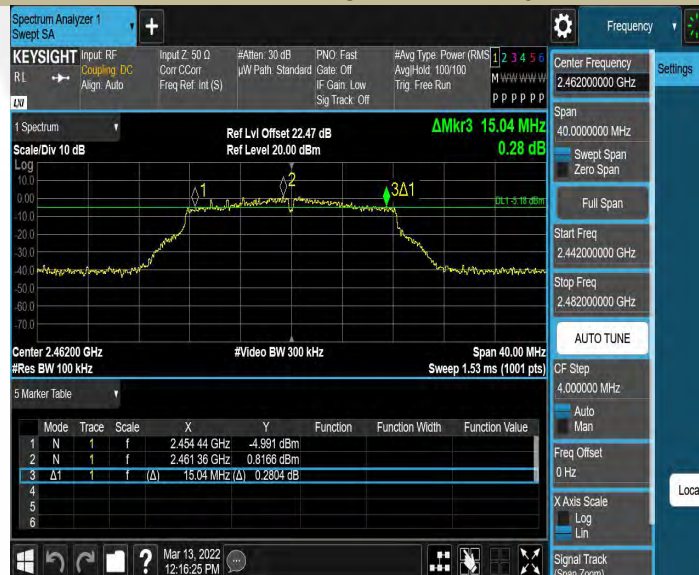 Spectrum Analyzer 1
Swept SA
+
Frequency
KEYSIGHT
RL
LXI
Input: RF
Coupling: DC
Align: Auto
Input Z: 50 Ω
Corr CCorr
Freq Ref: Int (S)
#Atten: 30 dB
µW Path: Standard
PNO: Fast
Gate: Off
IF Gain: Low
Sig Track: Off
#Avg Type: Power (RMS
Avg|Hold: 100/100
Trig: Free Run
1 2 3 4 5 6
M W W W W W
P P P P P P
1 Spectrum
Scale/Div 10 dB
Ref Lvl Offset 22.47 dB
Ref Level 20.00 dBm
ΔMkr3 15.04 MHz
0.28 dB
Log
10.0
0.00
-10.0
-20.0
-30.0
-40.0
-50.0
-60.0
-70.0
1
2
3Δ1
DL1 -5.18 dBm
Center 2.46200 GHz
#Res BW 100 kHz
#Video BW 300 kHz
Span 40.00 MHz
Sweep 1.53 ms (1001 pts)
5 Marker Table
Mode Trace Scale X Y Function Function Width Function Value
1 N 1 f 2.454 44 GHz -4.991 dBm
2 N 1 f 2.461 36 GHz 0.8166 dBm
3 Δ1 1 f (Δ) 15.04 MHz (Δ) 0.2804 dB
4
5
6
?
Mar 13, 2022
12:16:25 PM
Center Frequency
2.462000000 GHz
Settings
Span
40.0000000 MHz
Swept Span
Zero Span
Full Span
Start Freq
2.442000000 GHz
Stop Freq
2.482000000 GHz
AUTO TUNE
CF Step
4.000000 MHz
Auto
Man
Freq Offset
0 Hz
Loca
X Axis Scale
Log
Lin
Signal Track
(Span Zoom)